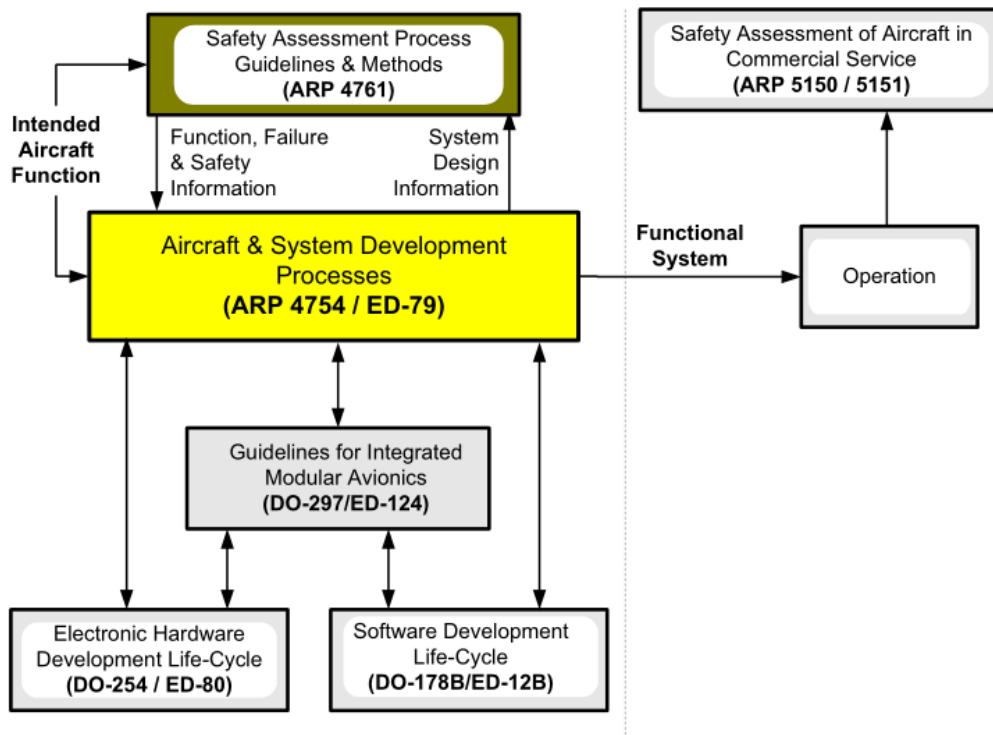 Safety Assessment Process
Guidelines & Methods
(ARP 4761)
Safety Assessment of Aircraft in
Commercial Service
(ARP 5150 / 5151)
Intended
Aircraft
Function
Function, Failure
& Safety
Information
System
Design
Information
Aircraft & System Development
Processes
(ARP 4754 / ED-79)
Functional
System
Operation
Guidelines for Integrated
Modular Avionics
(DO-297/ED-124)
Electronic Hardware
Development Life-Cycle
(DO-254 / ED-80)
Software Development
Life-Cycle
(DO-178B/ED-12B)